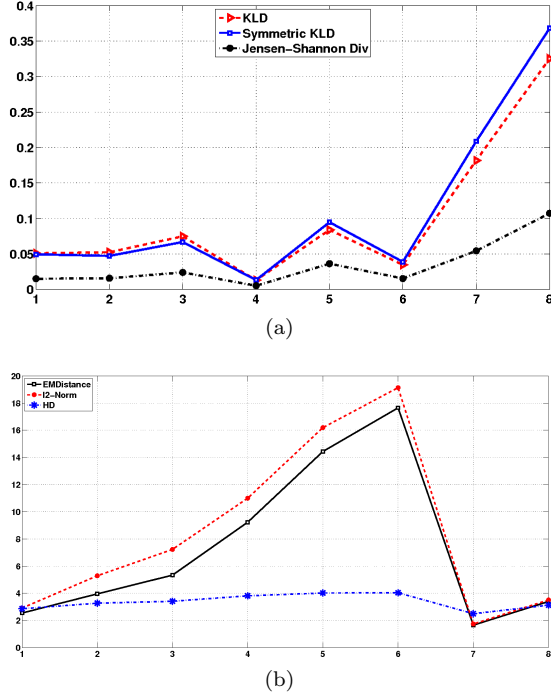 0.4
0.35
0.3
0.25
0.2
0.15
0.1
0.05
0
KLD
Symmetric KLD
Jensen-Shannon Div
1 2 3 4 5 6 7 8
(a)
20
18
16
14
12
10
8
6
4
2
0
EMDistance
l2-Norm
HD
1 2 3 4 5 6 7 8
(b)